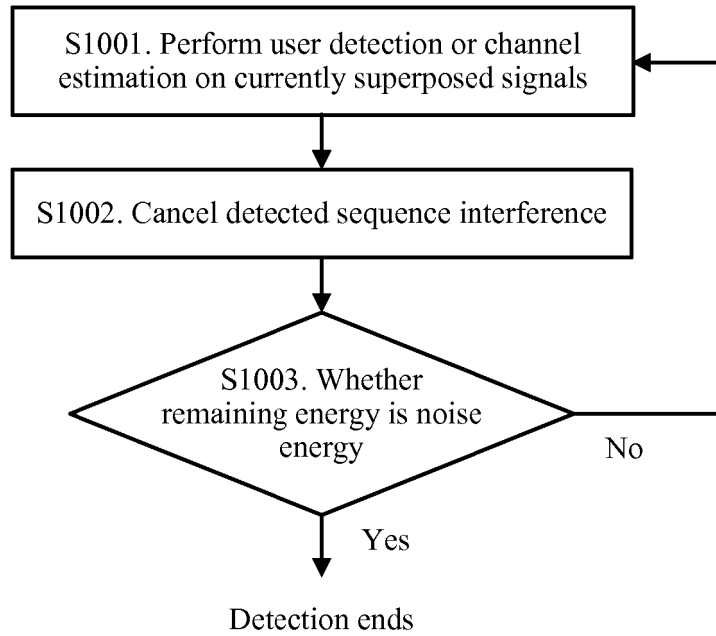 S1001. Perform user detection or channel
estimation on currently superposed signals
S1002. Cancel detected sequence interference
S1003. Whether
remaining energy is noise
energy
No
Yes
Detection ends